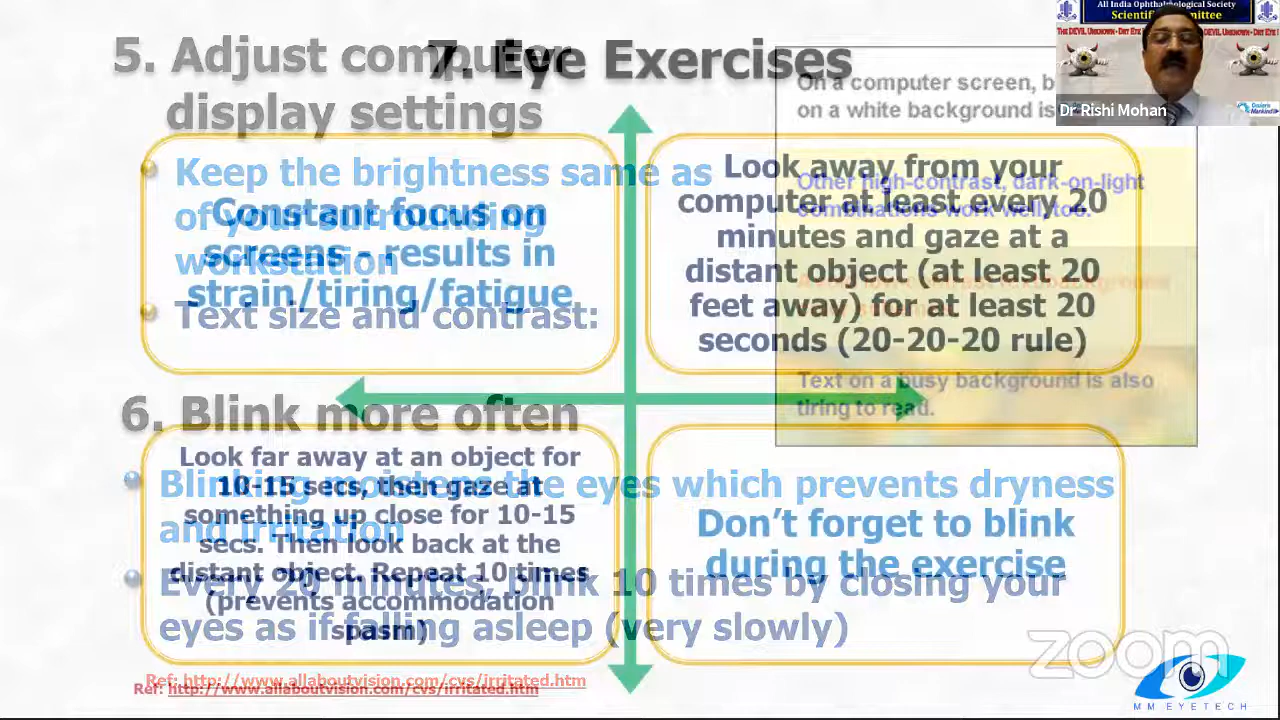 All India Ophthalmological Society
Scientific Committee
THE DEVIL UNKNOWN - DRY EYE !
Dr Rishi Mohan
5. Adjust computer
display settings
Keep the brightness same as
of your surrounding
workstation
Text size and contrast:
6. Blink more often
Blinking moistens the eyes which prevents dryness
and irritation
Every 20 minutes, blink 10 times by closing your
eyes as if falling asleep (very slowly)
Ref: http://www.allaboutvision.com/cvs/irritated.htm
On a computer screen, b
on a white background is
Other high-contrast, dark-on-light
combinations work well too.
Text on a busy background is also
tiring to read.
7. Eye Exercises
Constant focus on
screens - results in
strain/tiring/fatigue
Look away from your
computer at least every 20
minutes and gaze at a
distant object (at least 20
feet away) for at least 20
seconds (20-20-20 rule)
Look far away at an object for
10-15 secs, then gaze at
something up close for 10-15
secs. Then look back at the
distant object. Repeat 10 times
(prevents accommodation
spasm)
Don't forget to blink
during the exercise
Ref: http://www.allaboutvision.com/cvs/irritated.htm
zoom
MM EYETECH